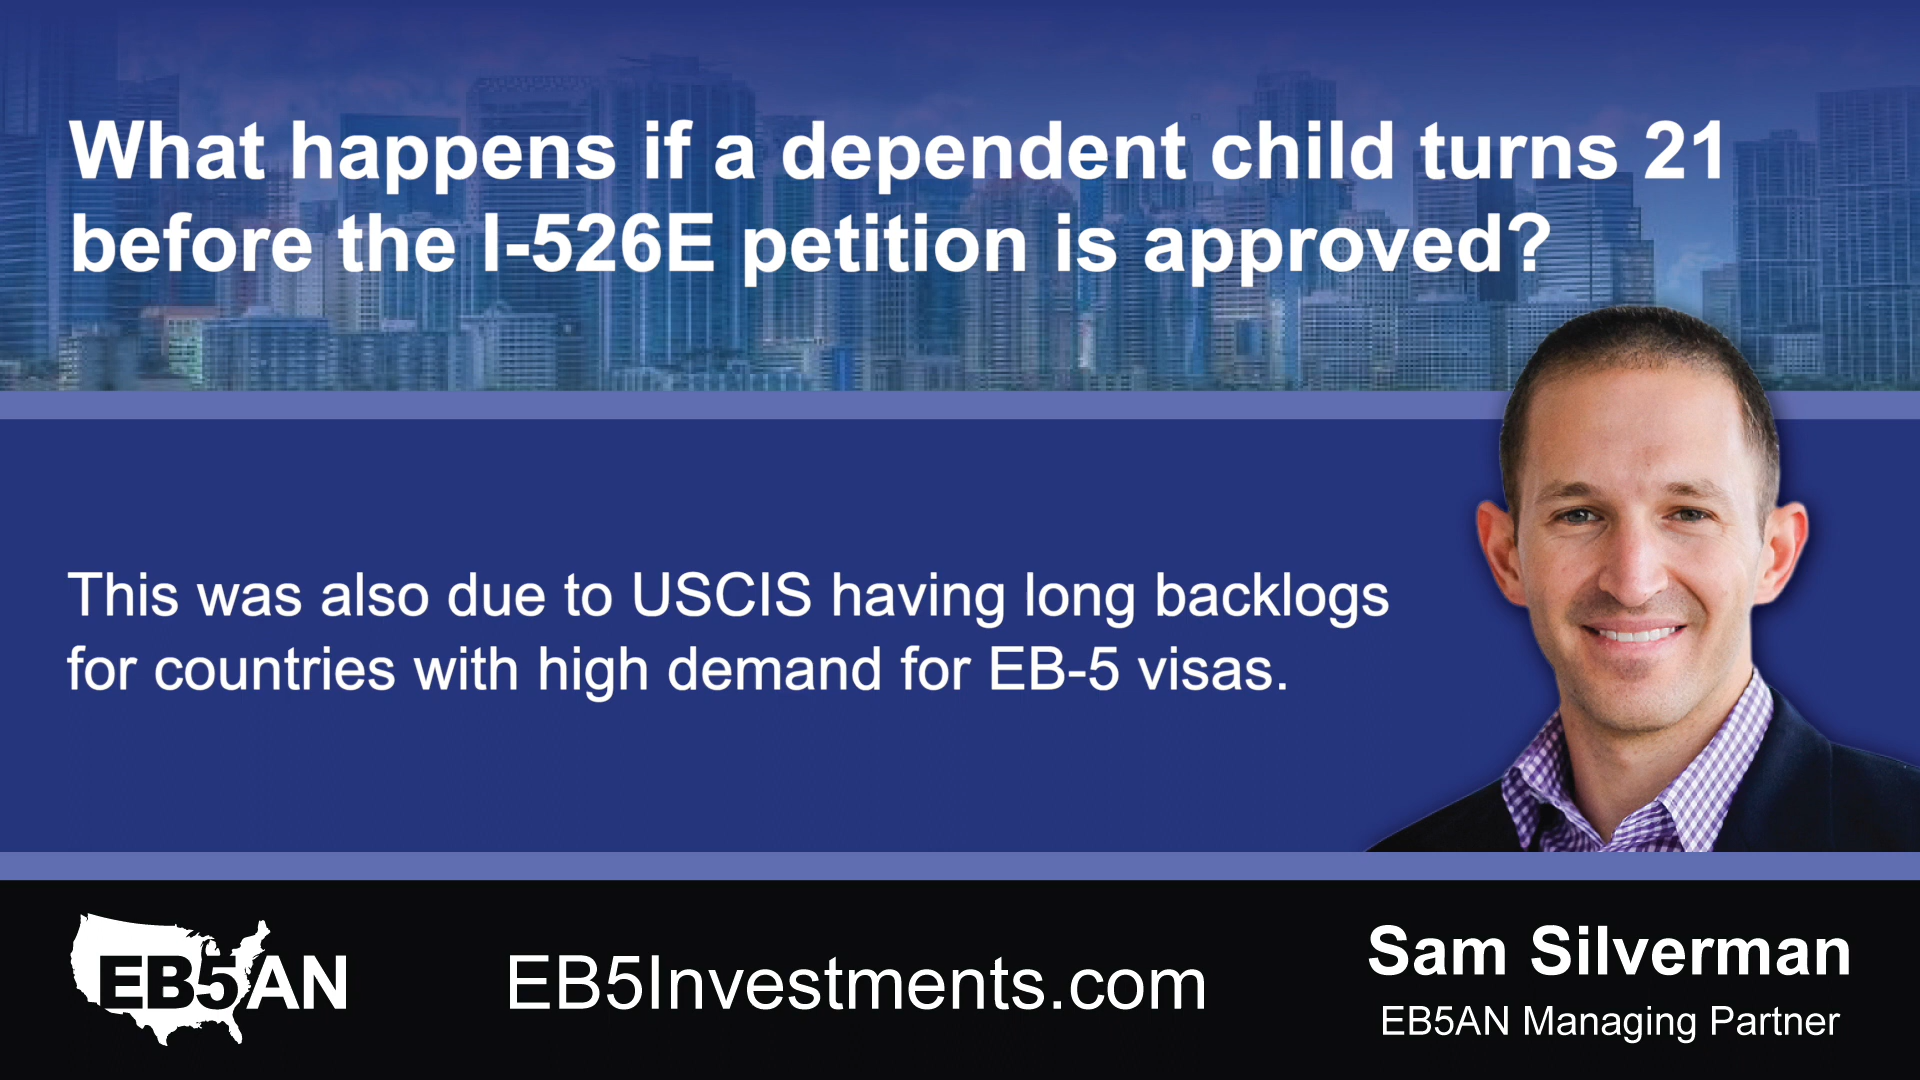 What happens if a dependent child turns 21
before the I-526E petition is approved?
This was also due to USCIS having long backlogs
for countries with high demand for EB-5 visas.
EB5AN
EB5Investments.com
Sam Silverman
EB5AN Managing Partner